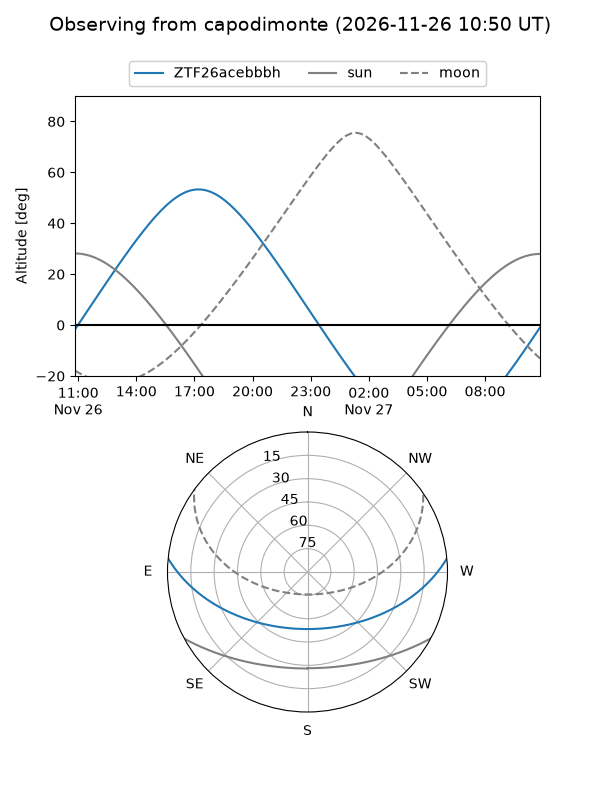 Observing from capodimonte (2026-11-26 10:50 UT)
ZTF26acebbbh sun moon
Altitude [deg]
80
60
40
20
0
−20
11:00 14:00 17:00 20:00 23:00 02:00 05:00 08:00
Nov 26 Nov 27
N
NE NW
15
30
45
60
75
E W
SE SW
S